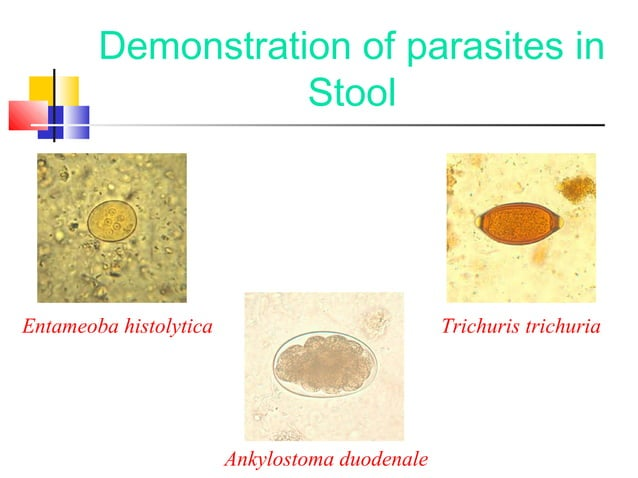 Demonstration of parasites in
Stool
Entameoba histolytica
Trichuris trichuria
Ankylostoma duodenale